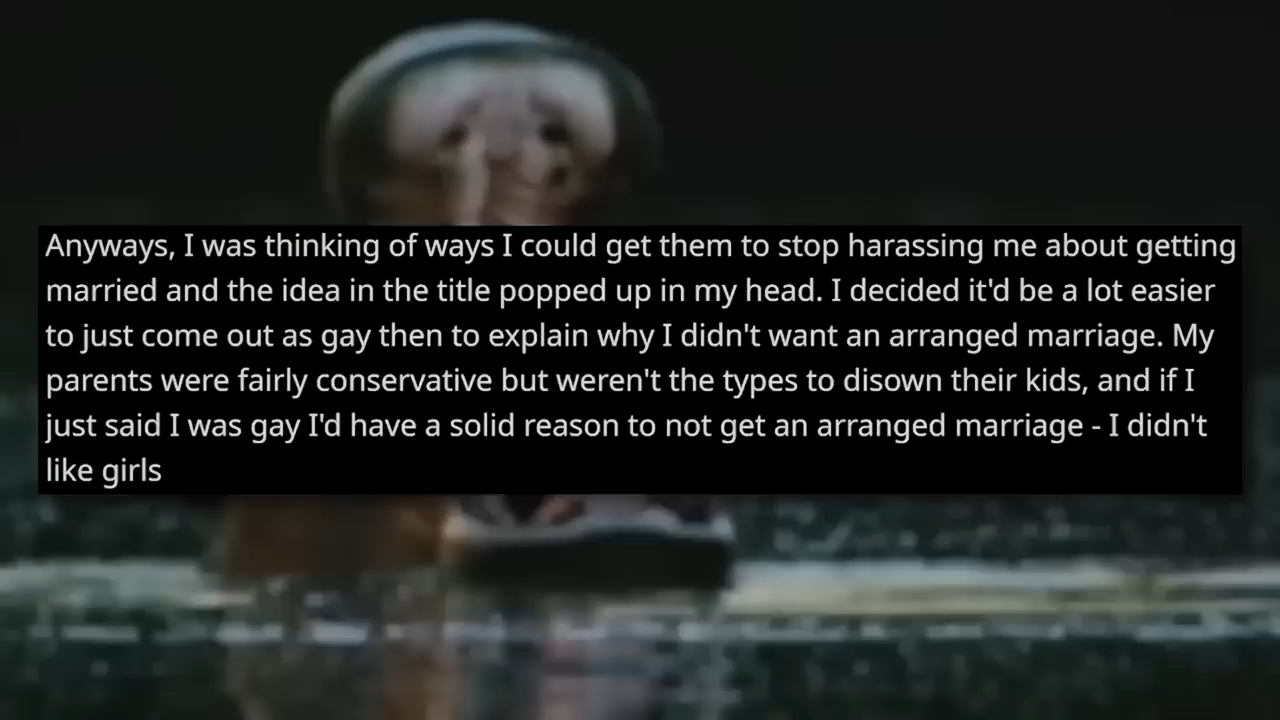 Anyways, I was thinking of ways I could get them to stop harassing me about getting
married and the idea in the title popped up in my head. I decided it'd be a lot easier
to just come out as gay then to explain why I didn't want an arranged marriage. My
parents were fairly conservative but weren't the types to disown their kids, and if I
just said I was gay I'd have a solid reason to not get an arranged marriage - I didn't
like girls